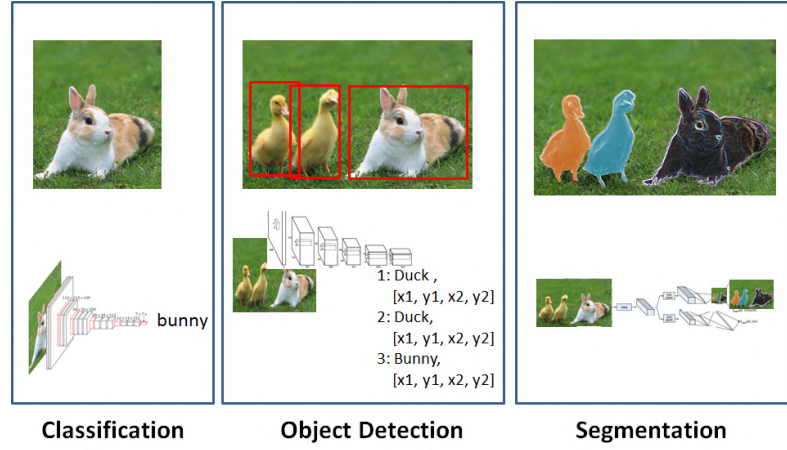 bunny
1: Duck ,
[x1, y1, x2, y2]
2: Duck,
[x1, y1, x2, y2]
3: Bunny,
[x1, y1, x2, y2]
Classification
Object Detection
Segmentation